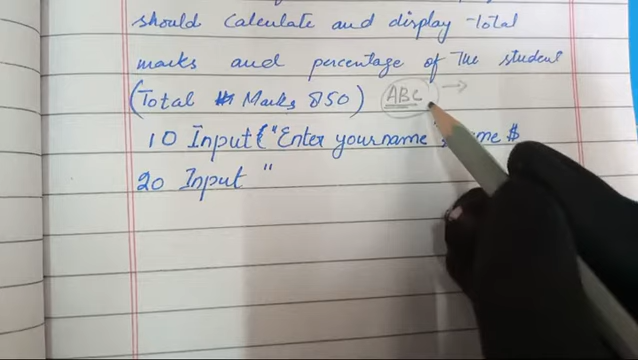 should calculate and display total
marks and percentage of the student
(Total Marks 850) ABC →
10 Input "Enter your name" $
20 Input "